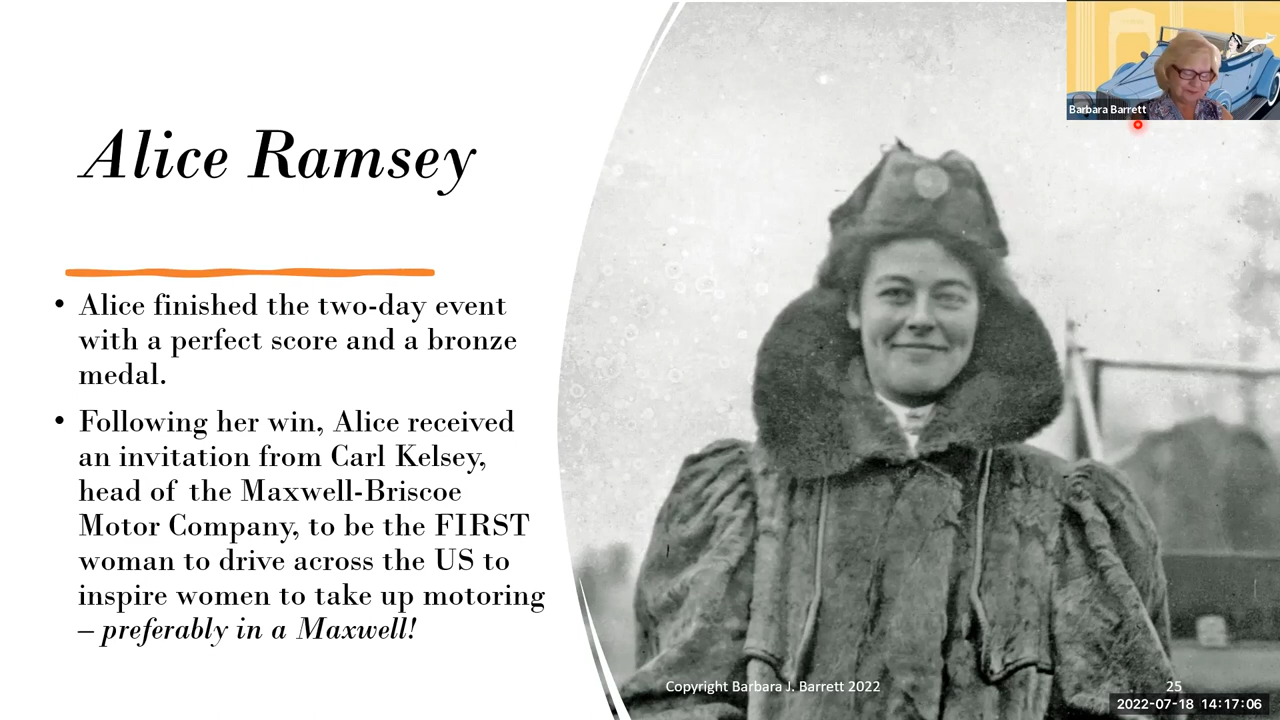 Barbara Barrett
Alice Ramsey
• Alice finished the two-day event
with a perfect score and a bronze
medal.
• Following her win, Alice received
an invitation from Carl Kelsey,
head of the Maxwell-Briscoe
Motor Company, to be the FIRST
woman to drive across the US to
inspire women to take up motoring
– preferably in a Maxwell!
Copyright Barbara J. Barrett 2022
25
2022-07-18 14:17:06